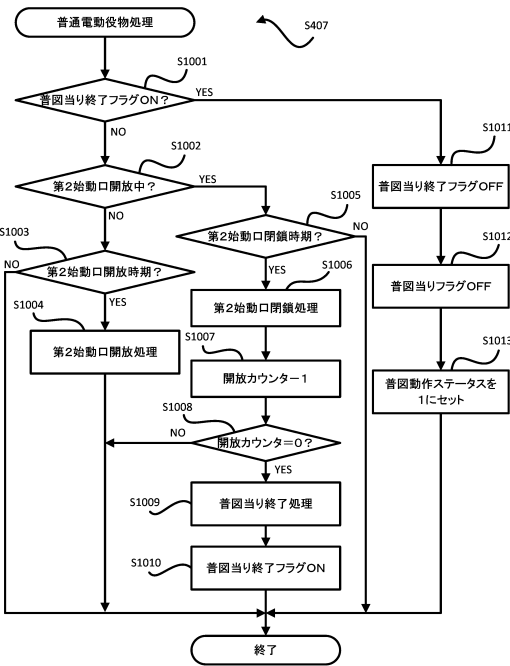 普通電動役物処理
S407
S1001
普図当り終了フラグON？
YES
NO
S1011
普図当り終了フラグOFF
S1002
第2始動口開放中？
YES
NO
S1005
第2始動口閉鎖時期？
NO
YES
S1003
第2始動口開放時期？
NO
YES
S1012
普図当りフラグOFF
S1006
第2始動口閉鎖処理
S1004
第2始動口開放処理
S1007
開放カウンター1
S1013
普図動作ステータスを
1にセット
S1008
開放カウンタ＝0？
NO
YES
S1009
普図当り終了処理
S1010
普図当り終了フラグON
終了